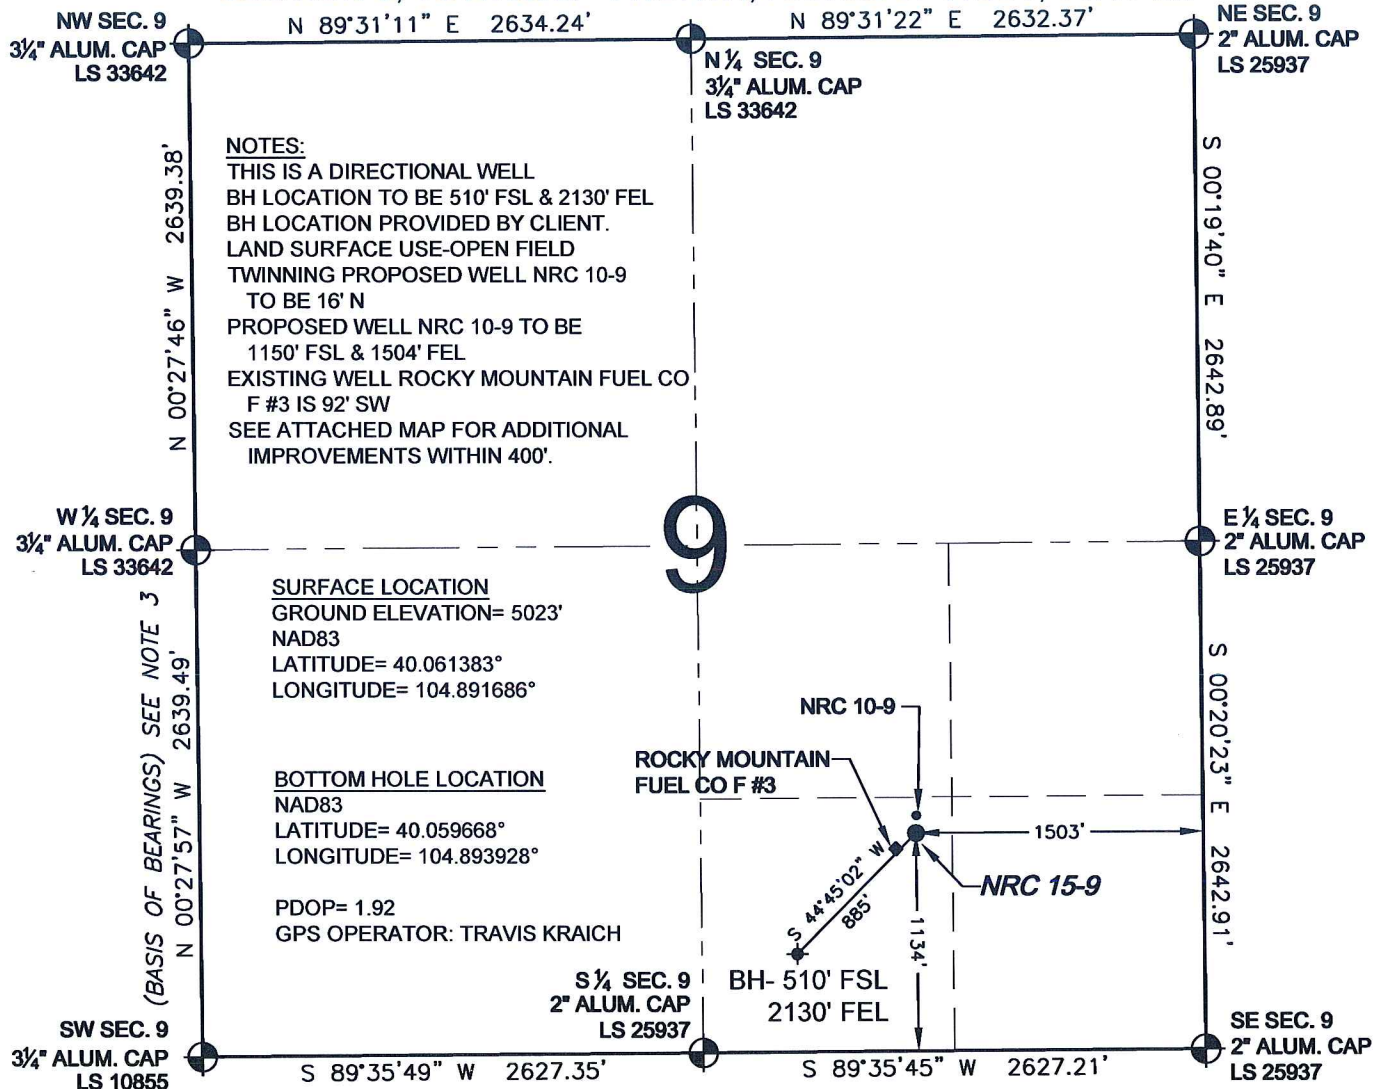 N 89°31'11" E 2634.24'
N 89°31'22" E 2632.37'
NW SEC. 9
3¼" ALUM. CAP
LS 33642
N ¼ SEC. 9
3¼" ALUM. CAP
LS 33642
NE SEC. 9
2" ALUM. CAP
LS 25937
N 00°27'46" W 2639.38'
NOTES:
THIS IS A DIRECTIONAL WELL
BH LOCATION TO BE 510' FSL & 2130' FEL
BH LOCATION PROVIDED BY CLIENT.
LAND SURFACE USE-OPEN FIELD
TWINNING PROPOSED WELL NRC 10-9
TO BE 16' N
PROPOSED WELL NRC 10-9 TO BE
1150' FSL & 1504' FEL
EXISTING WELL ROCKY MOUNTAIN FUEL CO
F #3 IS 92' SW
SEE ATTACHED MAP FOR ADDITIONAL
IMPROVEMENTS WITHIN 400'.
S 00°19'40" E 2642.89'
W ¼ SEC. 9
3¼" ALUM. CAP
LS 33642
9
E ¼ SEC. 9
2" ALUM. CAP
LS 25937
(BASIS OF BEARINGS) SEE NOTE 3
N 00°27'57" W 2639.49'
SURFACE LOCATION
GROUND ELEVATION= 5023'
NAD83
LATITUDE= 40.061383°
LONGITUDE= 104.891686°
BOTTOM HOLE LOCATION
NAD83
LATITUDE= 40.059668°
LONGITUDE= 104.893928°
PDOP= 1.92
GPS OPERATOR: TRAVIS KRAICH
NRC 10-9
ROCKY MOUNTAIN
FUEL CO F #3
1503'
NRC 15-9
S 44°45'02" W
885'
1134'
BH- 510' FSL
2130' FEL
S 00°20'23" E 2642.91'
S ¼ SEC. 9
2" ALUM. CAP
LS 25937
SW SEC. 9
3¼" ALUM. CAP
LS 10855
S 89°35'49" W 2627.35'
S 89°35'45" W 2627.21'
SE SEC. 9
2" ALUM. CAP
LS 25937